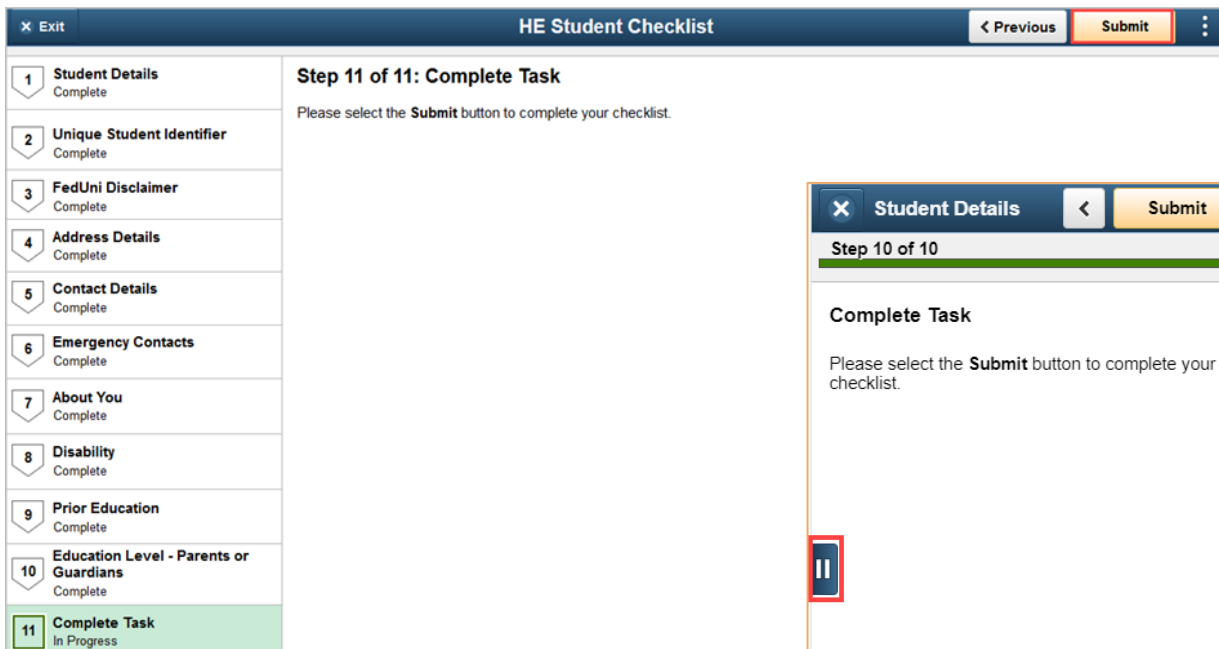 × Exit
HE Student Checklist
< Previous
Submit
1
Student Details
Complete
2
Unique Student Identifier
Complete
3
FedUni Disclaimer
Complete
4
Address Details
Complete
5
Contact Details
Complete
6
Emergency Contacts
Complete
7
About You
Complete
8
Disability
Complete
9
Prior Education
Complete
10
Education Level - Parents or
Guardians
Complete
11
Complete Task
In Progress
Step 11 of 11: Complete Task
Please select the Submit button to complete your checklist.
Student Details
Submit
Step 10 of 10
Complete Task
Please select the Submit button to complete your
checklist.